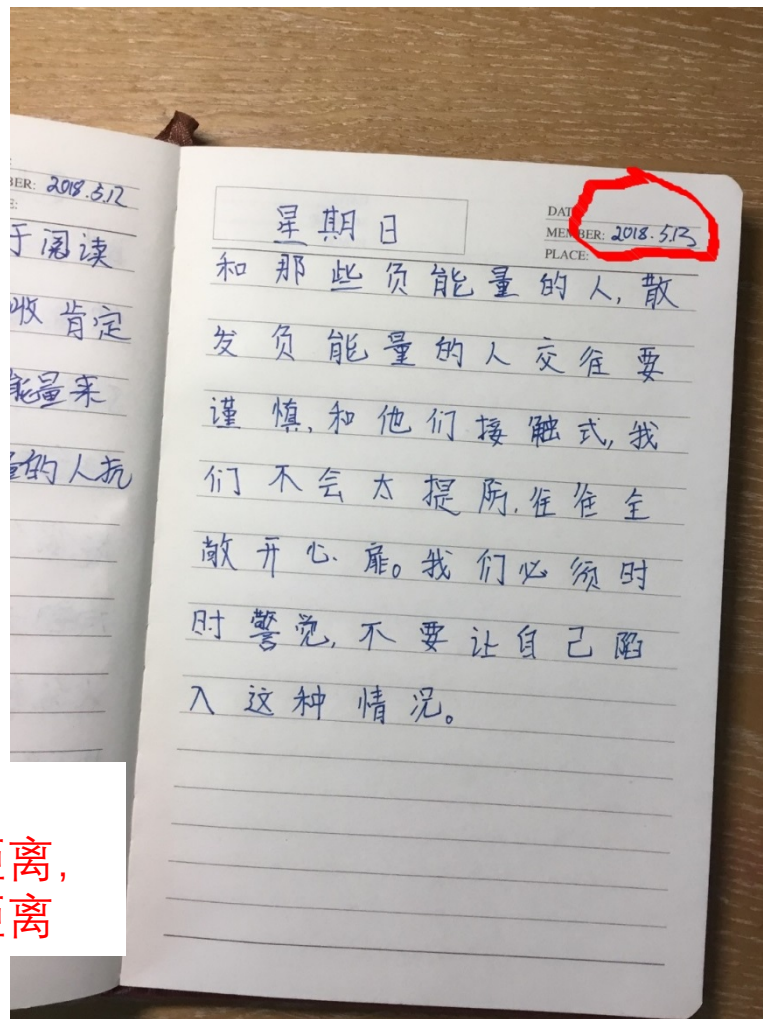 BER: 2018.5.12
于阅读
收肯定
能量来
的人抗
星期日
DAT
MEMBER: 2018.5.13
PLACE:
和那些负能量的人,散
发负能量的人交往要
谨慎,和他们接触式,我
们不会太提防,往往全
敞开心扉。我们必须时
时警觉,不要让自己陷
入这种情况。
距离,
距离